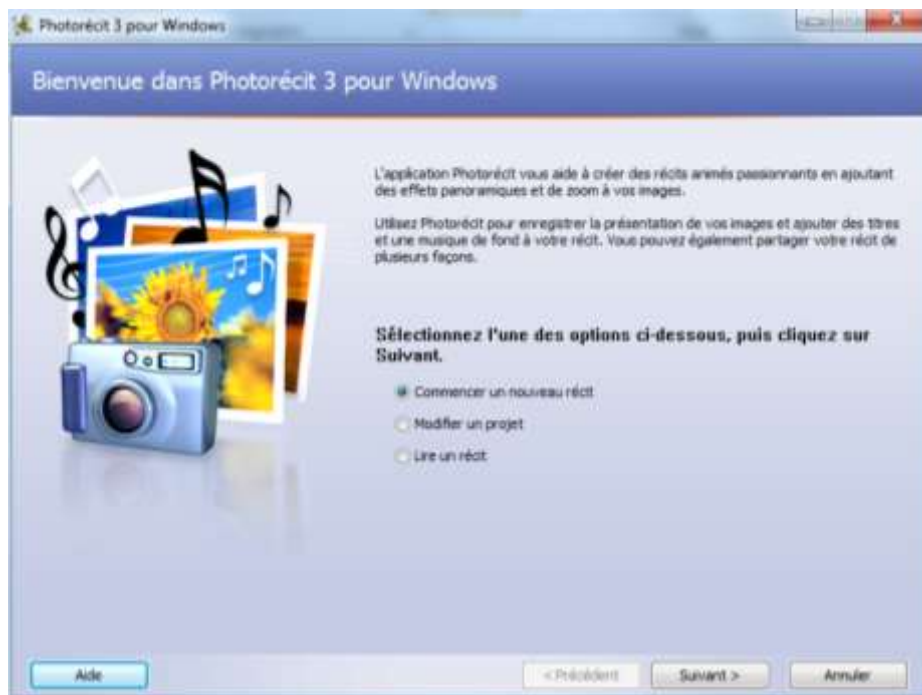 Photorécit 3 pour Windows
Bienvenue dans Photorécit 3 pour Windows
L'application Photorécit vous aide à créer des récits animés passionnants en ajoutant
des effets panoramiques et de zoom à vos images.
Utilisez Photorécit pour enregistrer la présentation de vos images et ajouter des titres
et une musique de fond à votre récit. Vous pouvez également partager votre récit de
plusieurs façons.
Sélectionnez l'une des options ci-dessous, puis cliquez sur
Suivant.
Commencer un nouveau récit
Modifier un projet
Lire un récit
Aide
< Précédent
Suivant >
Annuler